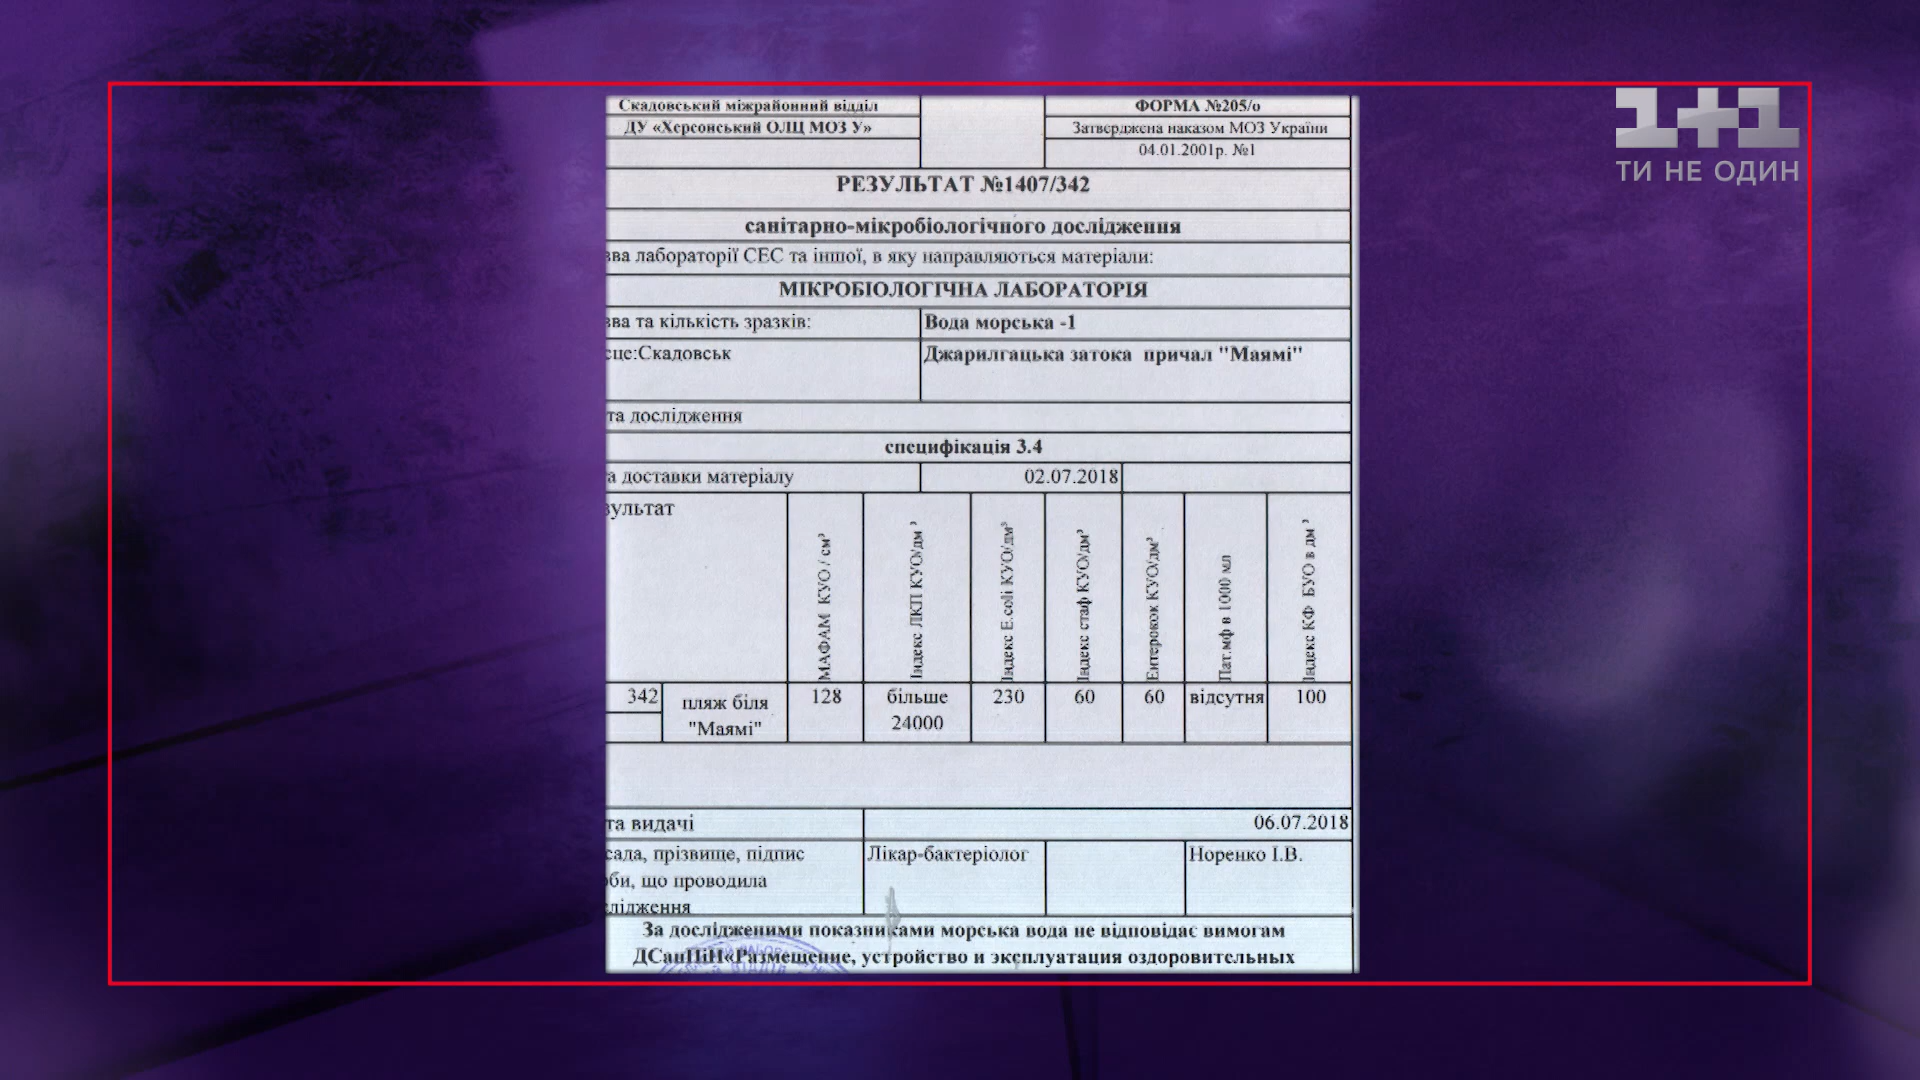 Скадовський міжрайонний відділ
ДУ «Херсонський ОЛЦ МОЗ У»
ФОРМА №205/о
Затверджена наказом МОЗ України
04.01.2001р. №1
1+1
ТИ НЕ ОДИН
РЕЗУЛЬТАТ №1407/342
санітарно-мікробіологічного дослідження
зва лабораторії СЕС та іншої, в яку направляються матеріали:
МІКРОБІОЛОГІЧНА ЛАБОРАТОРІЯ
зва та кількість зразків:
Вода морська -1
сце:Скадовськ
Джарилгацька затока причал "Маямі"
та дослідження
специфікація 3.4
а доставки матеріалу
02.07.2018
зультат
МАФАМ КУО / см³
Індекс ЛКП КУО/дм³
Індекс E.coli КУО/дм³
Індекс стаф КУО/дм³
Ентерокок КУО/дм³
Пат.мф в 1000 мл
Індекс КФ БУО в дм³
342
пляж біля
"Маямі"
128
більше
24000
230
60
60
відсутня
100
та видачі
06.07.2018
сада, прізвище, підпис
оби, що проводила
лідження
Лікар-бактеріолог
Норенко І.В.
За дослідженими показниками морська вода не відповідає вимогам
ДСанПіН«Размещение, устройство и эксплуатация оздоровительных